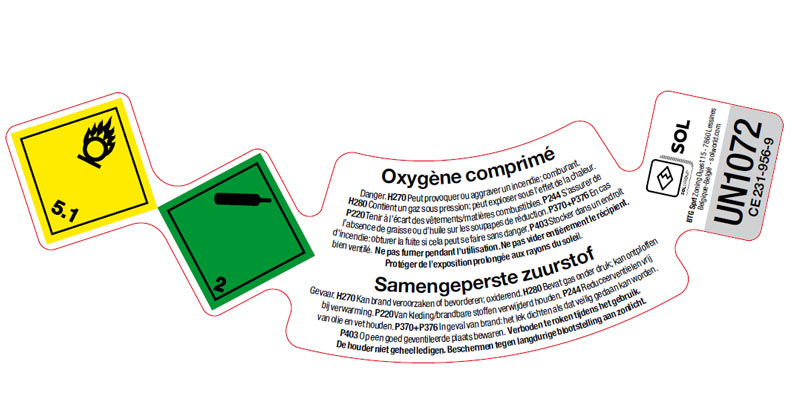 5.1
2
Oxygène comprimé
Danger. H270 Peut provoquer ou aggraver un incendie; comburant.
H280 Contient un gaz sous pression; peut exploser sous l'effet de la chaleur.
P220 Tenir à l'écart des vêtements/matières combustibles. P244 S'assurer de
l'absence de graisse ou d'huile sur les soupapes de réduction. P370+P376 En cas
d'incendie: obturer la fuite si cela peut se faire sans danger. P403 Stocker dans un endroit
bien ventilé. Ne pas fumer pendant l'utilisation. Ne pas vider entièrement le récipient.
Protéger de l'exposition prolongée aux rayons du soleil.
Samengeperste zuurstof
Gevaar. H270 Kan brand veroorzaken of bevorderen; oxiderend. H280 Bevat gas onder druk; kan ontploffen
bij verwarming. P220 Van kleding/brandbare stoffen verwijderd houden. P244 Reduceerventielen vrij
van olie en vet houden. P370+P376 In geval van brand: het lek dichten als dat veilig gedaan kan worden.
P403 Op een goed geventileerde plaats bewaren. Verboden te roken tijdens het gebruik.
De houder niet geheel ledigen. Beschermen tegen langdurige blootstelling aan zonlicht.
SOL
BTG Sprl Zoning Ouest 15 - 7860 Lessines
Belgique-België - solworld.com
UN1072
CE 231-956-9